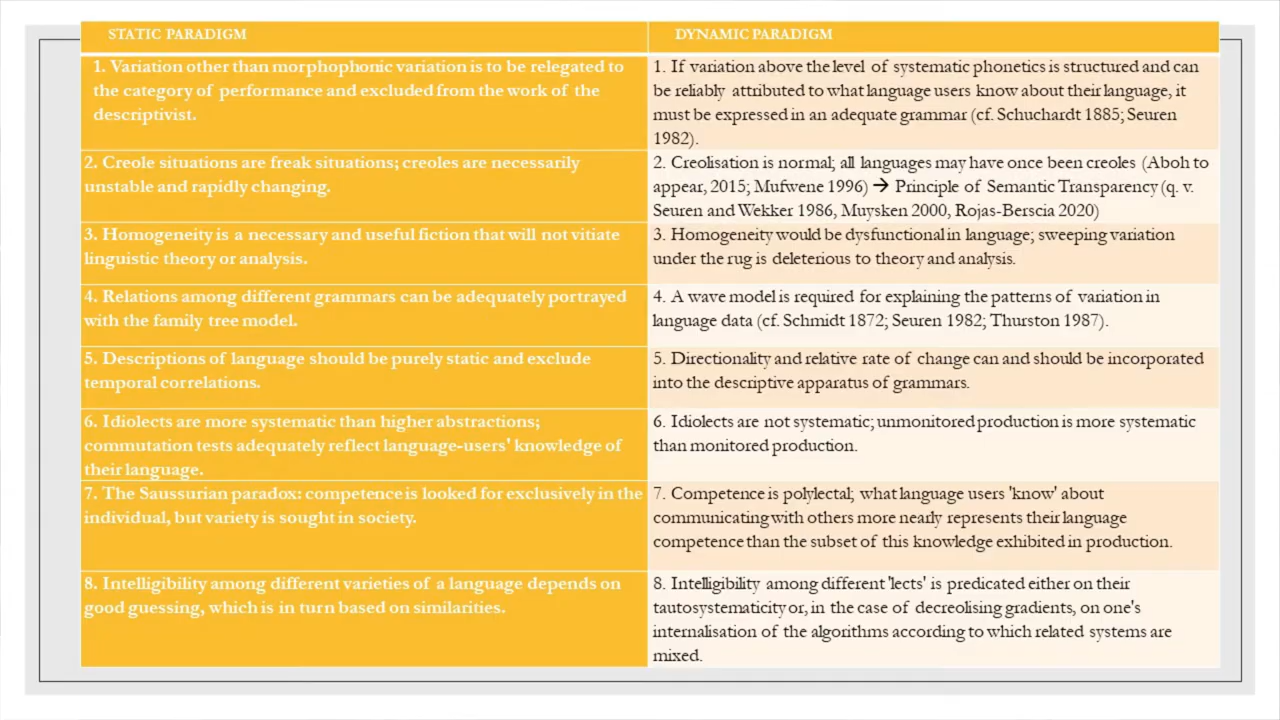 STATIC PARADIGM
DYNAMIC PARADIGM
1. Variation other than morphophonic variation is to be relegated to
the category of performance and excluded from the work of the
descriptivist.
1. If variation above the level of systematic phonetics is structured and can
be reliably attributed to what language users know about their language, it
must be expressed in an adequate grammar (cf. Schuchardt 1885; Seuren
1982).
2. Creole situations are freak situations; creoles are necessarily
unstable and rapidly changing.
2. Creolisation is normal; all languages may have once been creoles (Aboh to
appear, 2015; Mufwene 1996) → Principle of Semantic Transparency (q. v.
Seuren and Wekker 1986, Muysken 2000, Rojas-Berscia 2020)
3. Homogeneity is a necessary and useful fiction that will not vitiate
linguistic theory or analysis.
3. Homogeneity would be dysfunctional in language; sweeping variation
under the rug is deleterious to theory and analysis.
4. Relations among different grammars can be adequately portrayed
with the family tree model.
4. A wave model is required for explaining the patterns of variation in
language data (cf. Schmidt 1872; Seuren 1982; Thurston 1987).
5. Descriptions of language should be purely static and exclude
temporal correlations.
5. Directionality and relative rate of change can and should be incorporated
into the descriptive apparatus of grammars.
6. Idiolects are more systematic than higher abstractions;
commutation tests adequately reflect language-users' knowledge of
their language.
6. Idiolects are not systematic; unmonitored production is more systematic
than monitored production.
7. The Saussurian paradox: competence is looked for exclusively in the
individual, but variety is sought in society.
7. Competence is polylectal; what language users 'know' about
communicating with others more nearly represents their language
competence than the subset of this knowledge exhibited in production.
8. Intelligibility among different varieties of a language depends on
good guessing, which is in turn based on similarities.
8. Intelligibility among different 'lects' is predicated either on their
tautosystematicity or, in the case of decreolising gradients, on one's
internalisation of the algorithms according to which related systems are
mixed.